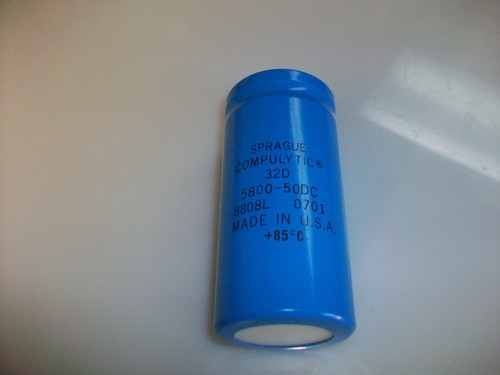 SPRAGUE
COMPULYTIC®
32D
5800-50DC
8808L 0701
MADE IN U.S.A.
+85°C